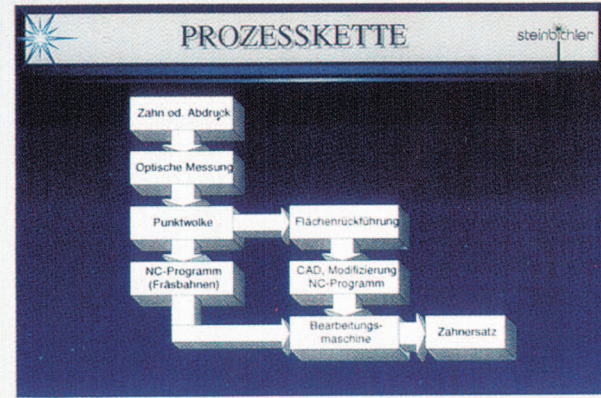 PROZESSKETTE
steinbichler
Zahn od. Abdruck
Optische Messung
Punktwolke
Flächenrückführung
NC-Programm
(Fräsbahnen)
CAD, Modifizierung
NC-Programm
Bearbeitungs-
maschine
Zahnersatz